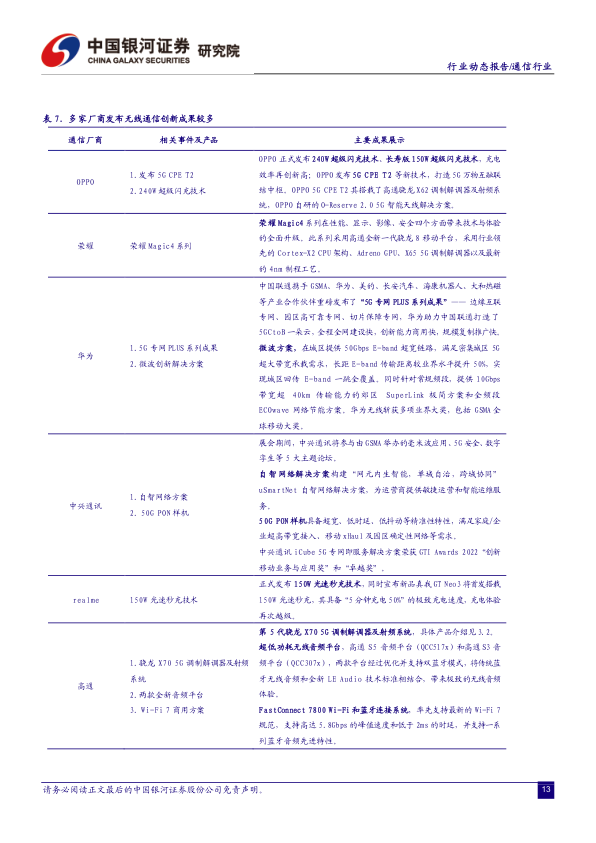 中国银河证券 研究院
CHINA GALAXY SECURITIES
行业动态报告/通信行业
表 7. 多家厂商发布无线通信创新成果较多
通信厂商 相关事件及产品 主要成果展示
OPPO
1.发布 5G CPE T2
2.240W 超级闪充技术
OPPO 正式发布 240W 超级闪充技术、长寿版 150W 超级闪充技术，充电
效率再创新高；OPPO 发布 5G CPE T2 等新技术，打造 5G 万物互融联
结中枢。OPPO 5G CPE T2 其搭载了高通骁龙 X62 调制解调器及射频系
统，OPPO 自研的 O-Reserve 2.0 5G 智能天线解决方案。
荣耀
荣耀 Magic4 系列
荣耀 Magic4 系列在性能、显示、影像、安全四个方面带来技术与体验
的全面升级。此系列采用高通全新一代骁龙 8 移动平台，采用行业领
先的 Cortex-X2 CPU 架构、Adreno GPU、X65 5G 调制解调器以及最新
的 4nm 制程工艺。
华为
1.5G 专网 PLUS 系列成果
2.微波创新解决方案
中国联通携手 GSMA、华为、美的、长安汽车、海康机器人、大和热磁
等产业合作伙伴重磅发布了“5G 专网 PLUS 系列成果”—— 边缘互联
专网、园区高可靠专网、切片保障专网，华为助力中国联通打造了
5GCtoB 一朵云，全程全网建设快，创新能力商用快，规模复制推广快。
微波方案，在城区提供 50Gbps E-band 超宽链路，满足密集城区 5G
超大带宽承载需求，长距 E-band 传输距离较业界水平提升 50%，实
现城区回传 E-band 一跳全覆盖。同时针对常规频段，提供 10Gbps
带宽超 40km 传输能力的郊区 SuperLink 极简方案和全频段
ECOwave 网络节能方案。华为无线斩获多项业界大奖，包括 GSMA 全
球移动大奖。
中兴通讯
1.自智网络方案
2. 50G PON 样机
展会期间，中兴通讯将参与由 GSMA 举办的毫米波应用、5G 安全、数字
孪生等 5 大主题论坛。
自智网络解决方案构建“网元内生智能，单域自治，跨域协同”
uSmartNet 自智网络解决方案，为运营商提供敏捷运营和智能运维服
务。
50G PON 样机具备超宽、低时延、低抖动等精准性特性，满足家庭/企
业超高带宽接入、移动 xHaul 及园区确定性网络等需求。
中兴通讯 iCube 5G 专网即服务解决方案荣获 GTI Awards 2022“创新
移动业务与应用奖”和“卓越奖”。
realme
150W 光速秒充技术
正式发布 150W 光速秒充技术，同时宣布新品真我 GT Neo3 将首发搭载
150W 光速秒充，其具备“5 分钟充电 50%”的极致充电速度，充电体验
再次越级。
高通
1.骁龙 X70 5G 调制解调器及射频
系统
2.两款全新音频平台
3. Wi-Fi 7 商用方案
第 5 代骁龙 X70 5G 调制解调器及射频系统，具体产品介绍见 3.2。
超低功耗无线音频平台，高通 S5 音频平台（QCC517x）和高通 S3 音
频平台（QCC307x），两款平台经过优化并支持双蓝牙模式，将传统蓝
牙无线音频和全新 LE Audio 技术标准相结合，带来极致的无线音频
体验。
FastConnect 7800 Wi-Fi 和蓝牙连接系统，率先支持最新的 Wi-Fi 7
规范，支持高达 5.8Gbps 的峰值速度和低于 2ms 的时延，并支持一系
列蓝牙音频先进特性。
请务必阅读正文最后的中国银河证券股份公司免责声明。
13